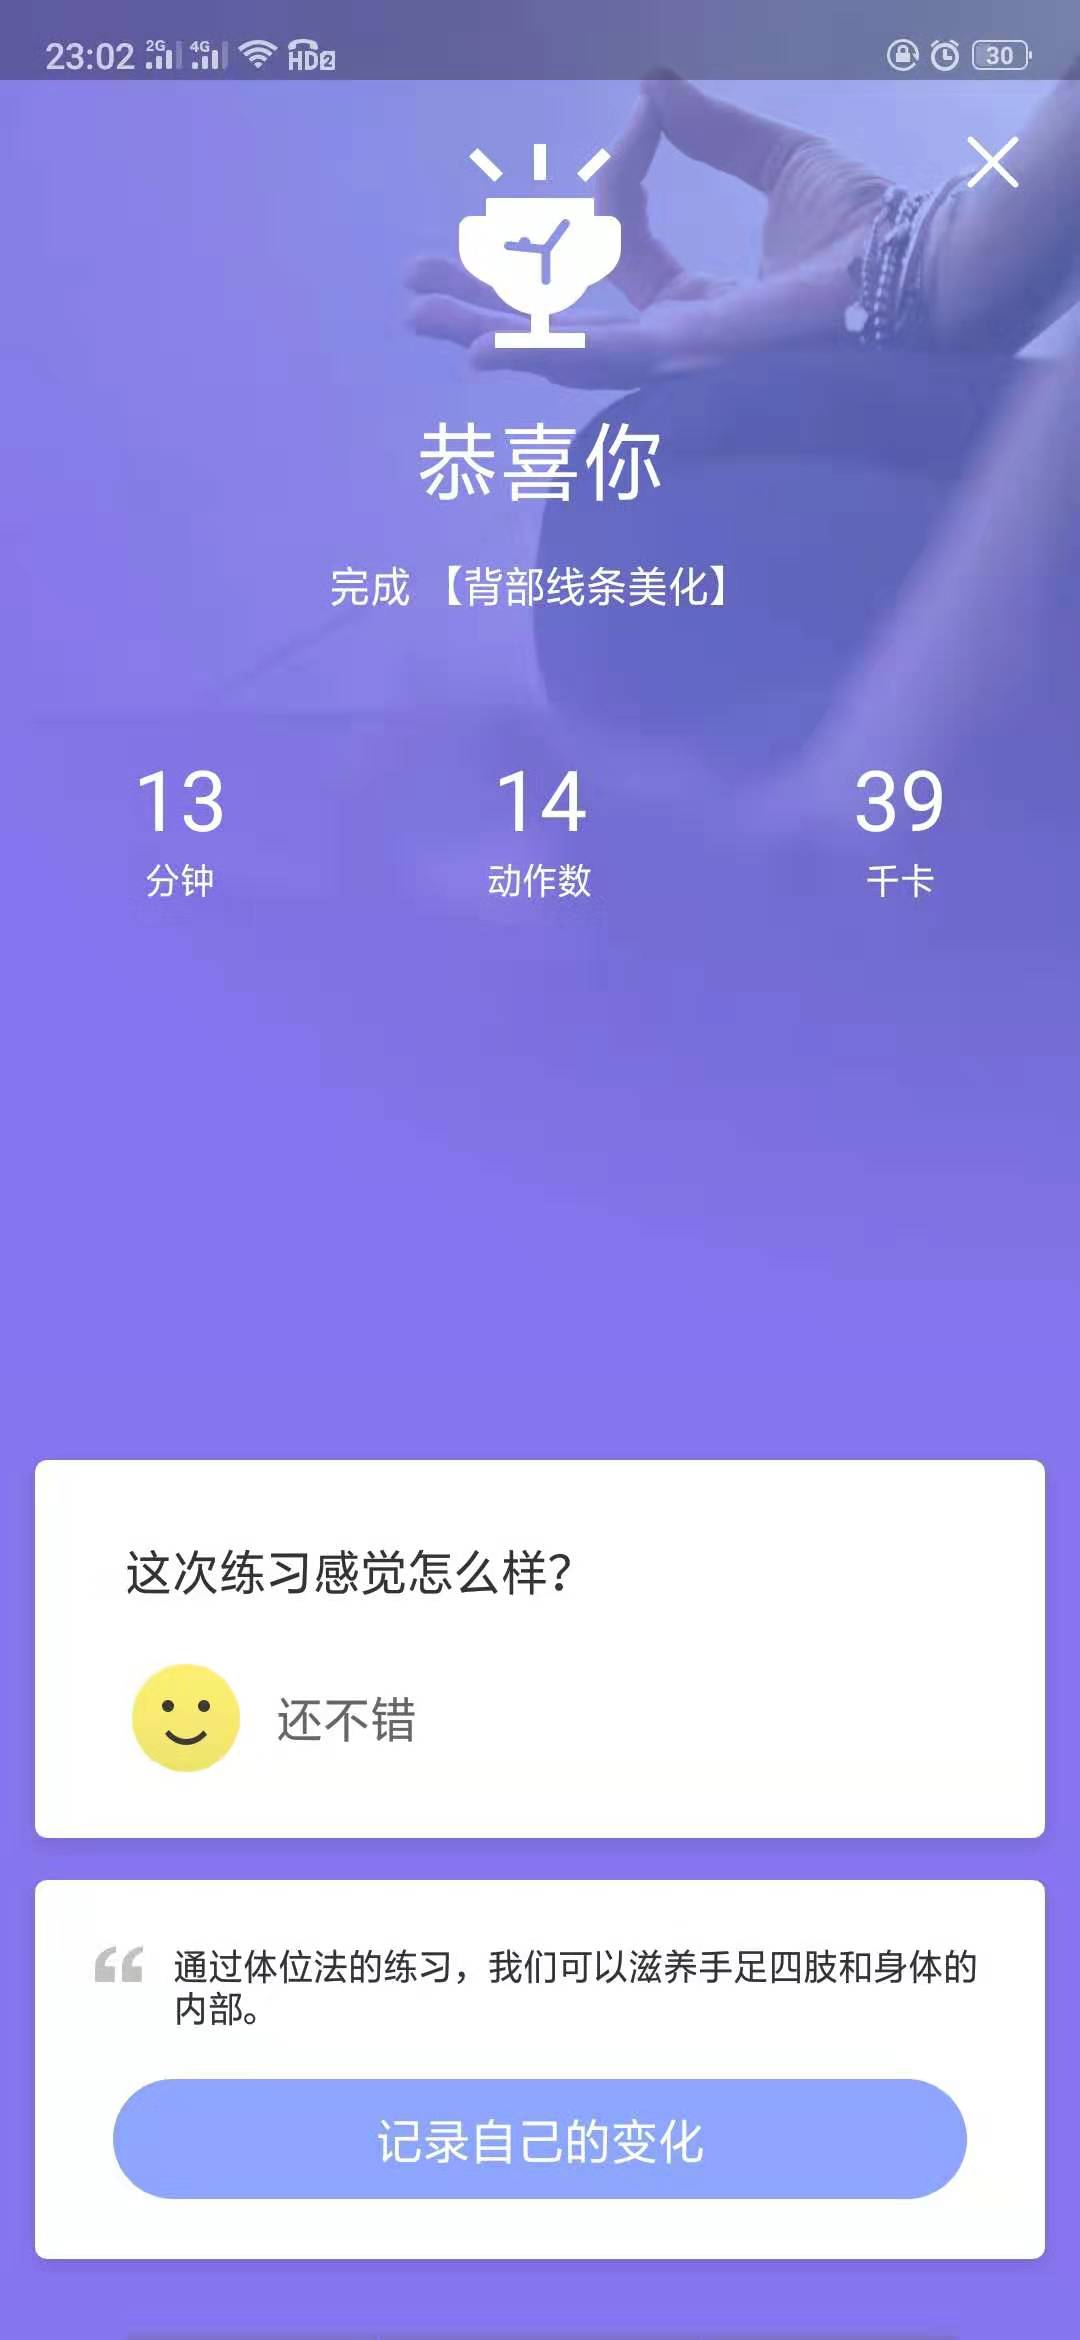 23:02 2G 4G HD2 30
恭喜你
完成 【背部线条美化】
13 14 39
分钟 动作数 千卡
这次练习感觉怎么样？
还不错
“ 通过体位法的练习，我们可以滋养手足四肢和身体的
内部。
记录自己的变化